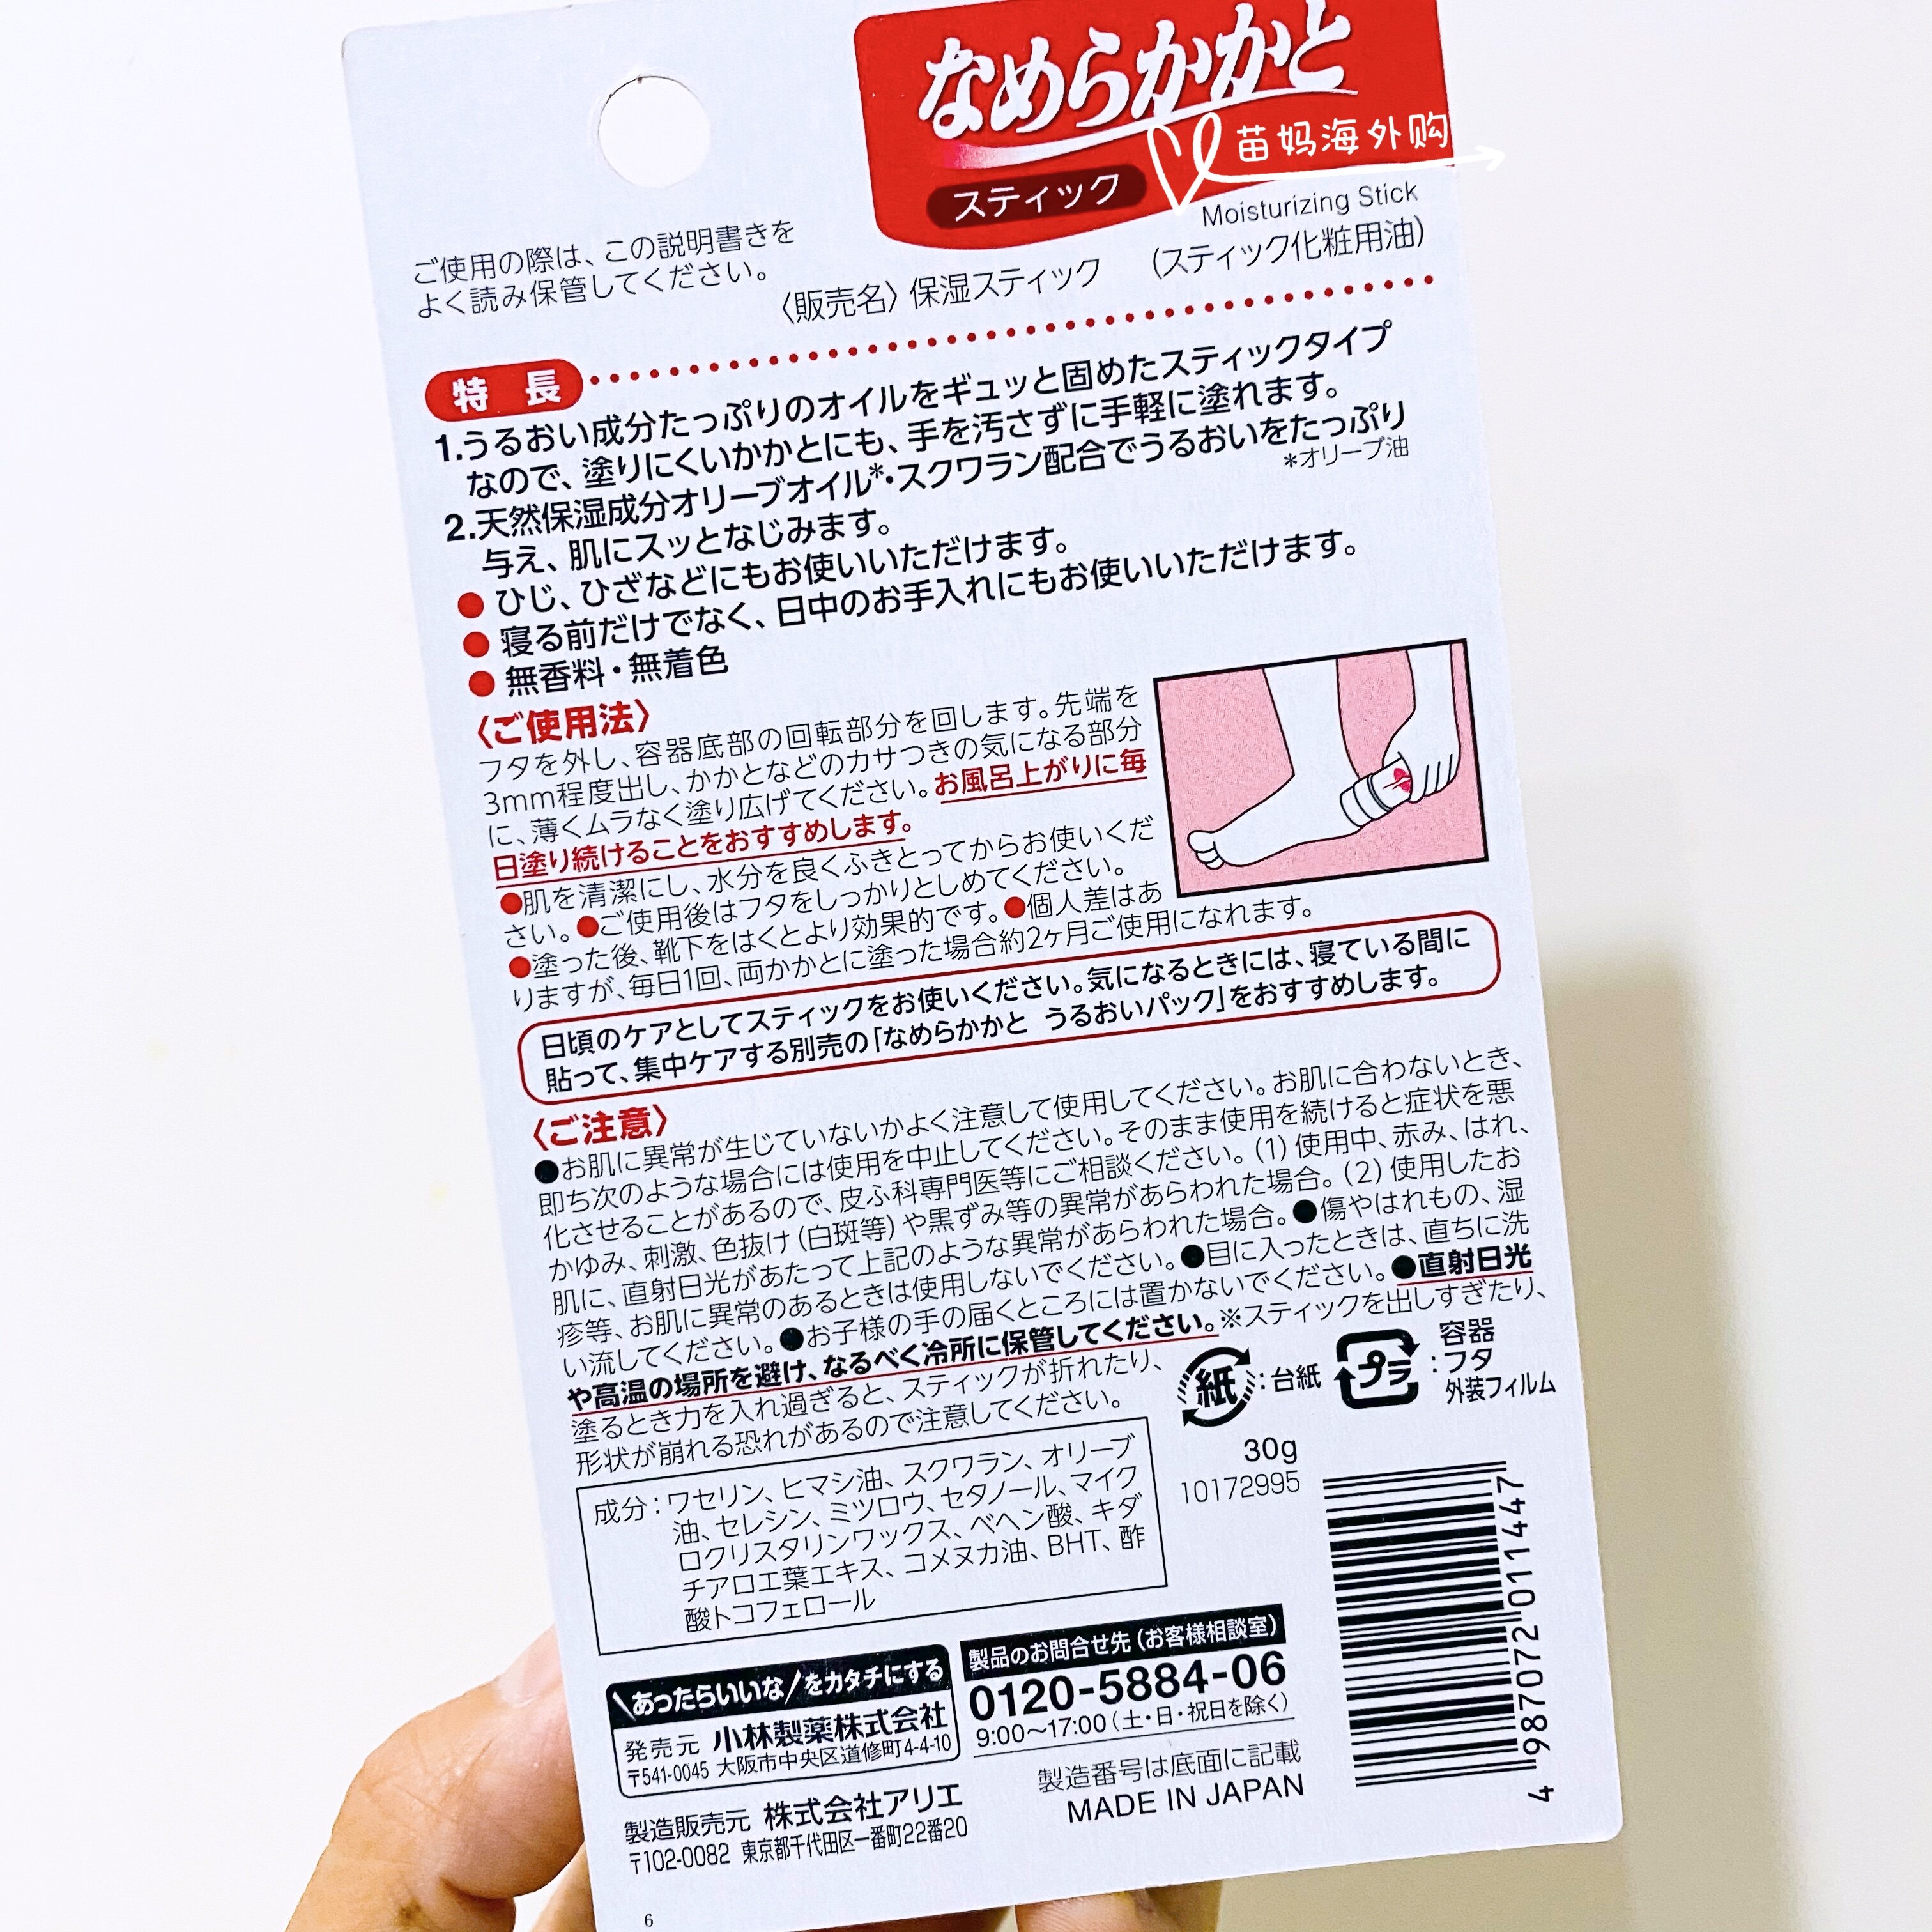 なめらかかと
苗妈海外购
スティック
Moisturizing Stick
(スティック化粧用油)
ご使用の際は、この説明書きを
よく読み保管してください。
〈販売名〉保湿スティック
特長
1.うるおい成分たっぷりのオイルをギュッと固めたスティックタイプ
なので、塗りにくいかかとにも、手を汚さずに手軽に塗れます。
2.天然保湿成分オリーブオイル*・スクワラン配合でうるおいをたっぷり
*オリーブ油
与え、肌にスッとなじみます。
●ひじ、ひざなどにもお使いいただけます。
●寝る前だけでなく、日中のお手入れにもお使いいただけます。
●無香料・無着色
〈ご使用法〉
フタを外し、容器底部の回転部分を回します。先端を
3mm程度出し、かかとなどのカサつきの気になる部分
に、薄くムラなく塗り広げてください。お風呂上がりに毎
日塗り続けることをおすすめします。
●肌を清潔にし、水分を良くふきとってからお使いくだ
さい。●ご使用後はフタをしっかりとしめてください。
●塗った後、靴下をはくとより効果的です。●個人差はあ
りますが、毎日1回、両かかとに塗った場合約2ヶ月ご使用になれます。
日頃のケアとしてスティックをお使いください。気になるときには、寝ている間に
貼って、集中ケアする別売の「なめらかかと うるおいパック」をおすすめします。
〈ご注意〉
●お肌に異常が生じていないかよく注意して使用してください。お肌に合わないとき、
即ち次のような場合には使用を中止してください。そのまま使用を続けると症状を悪
化させることがあるので、皮ふ科専門医等にご相談ください。(1)使用中、赤み、はれ、
かゆみ、刺激、色抜け(白斑等)や黒ずみ等の異常があらわれた場合。(2)使用したお
肌に、直射日光があたって上記のような異常があらわれた場合。●傷やはれもの、湿
疹等、お肌に異常のあるときは使用しないでください。●目に入ったときは、直ちに洗
い流してください。●お子様の手の届くところには置かないでください。●直射日光
や高温の場所を避け、なるべく冷所に保管してください。※スティックを出しすぎたり、
塗るとき力を入れ過ぎると、スティックが折れたり、
形状が崩れる恐れがあるので注意してください。
紙:台紙
プラ:容器
フタ
外装フィルム
成分:ワセリン、ヒマシ油、スクワラン、オリーブ
油、セレシン、ミツロウ、セタノール、マイク
ロクリスタリンワックス、ベヘン酸、キダ
チアロエ葉エキス、コメヌカ油、BHT、酢
酸トコフェロール
30g
10172995
4 987072 011447
\あったらいいな/をカタチにする
発売元 小林製薬株式会社
〒541-0045 大阪市中央区道修町4-4-10
製品のお問合せ先(お客様相談室)
0120-5884-06
9:00〜17:00(土・日・祝日を除く)
製造販売元 株式会社アリエ
〒102-0082 東京都千代田区一番町22番20
製造番号は底面に記載
MADE IN JAPAN
6